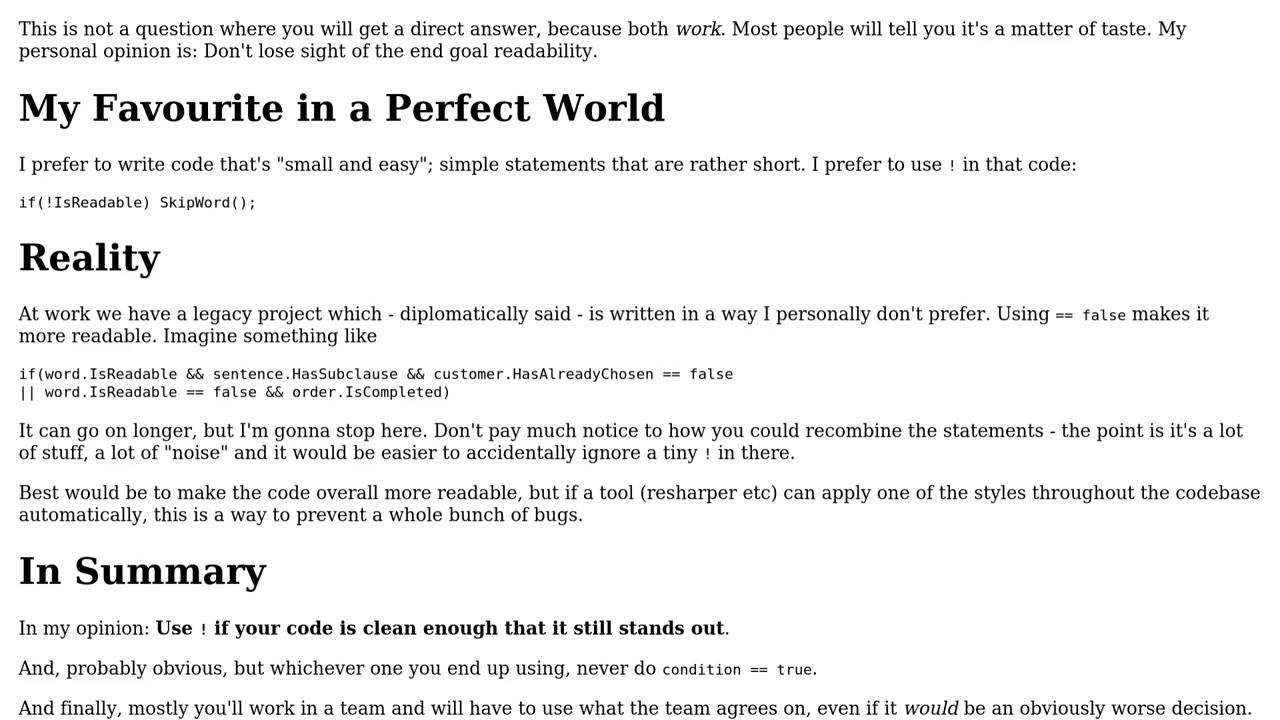 This is not a question where you will get a direct answer, because both work. Most people will tell you it's a matter of taste. My
personal opinion is: Don't lose sight of the end goal readability.
My Favourite in a Perfect World
I prefer to write code that's "small and easy"; simple statements that are rather short. I prefer to use ! in that code:
if(!IsReadable) SkipWord();
Reality
At work we have a legacy project which - diplomatically said - is written in a way I personally don't prefer. Using == false makes it
more readable. Imagine something like
if(word.IsReadable && sentence.HasSubclause && customer.HasAlreadyChosen == false
|| word.IsReadable == false && order.IsCompleted)
It can go on longer, but I'm gonna stop here. Don't pay much notice to how you could recombine the statements - the point is it's a lot
of stuff, a lot of "noise" and it would be easier to accidentally ignore a tiny ! in there.
Best would be to make the code overall more readable, but if a tool (resharper etc) can apply one of the styles throughout the codebase
automatically, this is a way to prevent a whole bunch of bugs.
In Summary
In my opinion: Use ! if your code is clean enough that it still stands out.
And, probably obvious, but whichever one you end up using, never do condition == true.
And finally, mostly you'll work in a team and will have to use what the team agrees on, even if it would be an obviously worse decision.